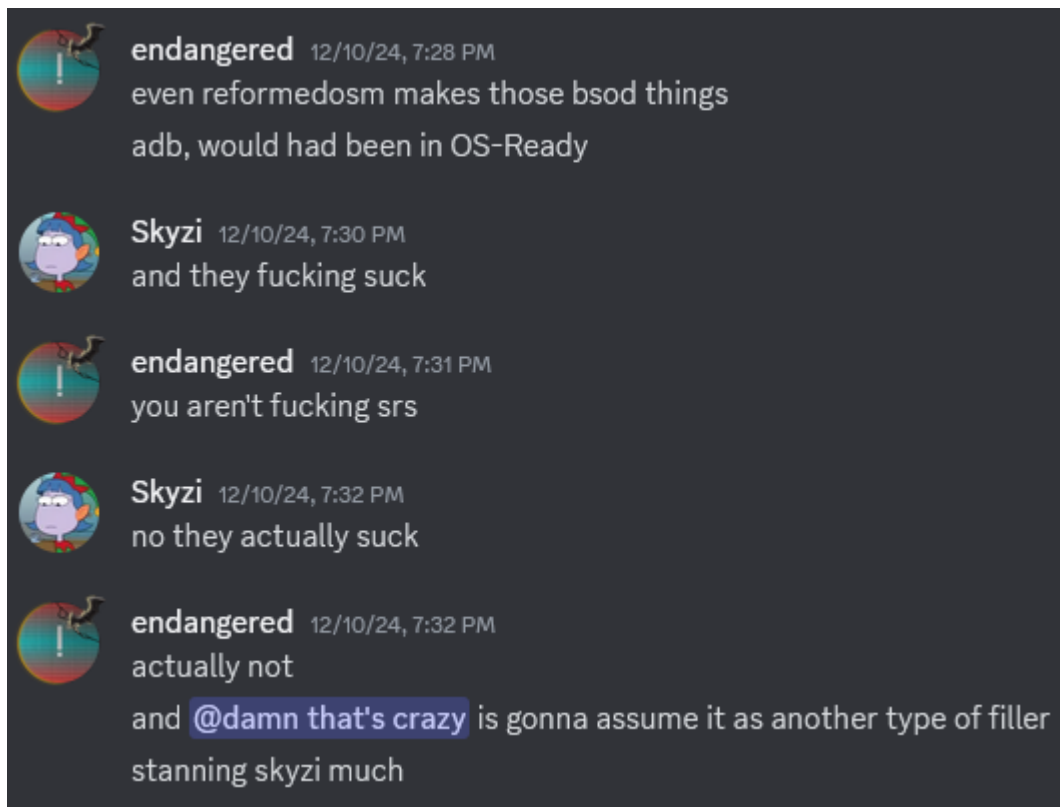 endangered 12/10/24, 7:28 PM
even reformedosm makes those bsod things
adb, would had been in OS-Ready
Skyzi 12/10/24, 7:30 PM
and they fucking suck
endangered 12/10/24, 7:31 PM
you aren't fucking srs
Skyzi 12/10/24, 7:32 PM
no they actually suck
endangered 12/10/24, 7:32 PM
actually not
and @damn that's crazy is gonna assume it as another type of filler
stanning skyzi much